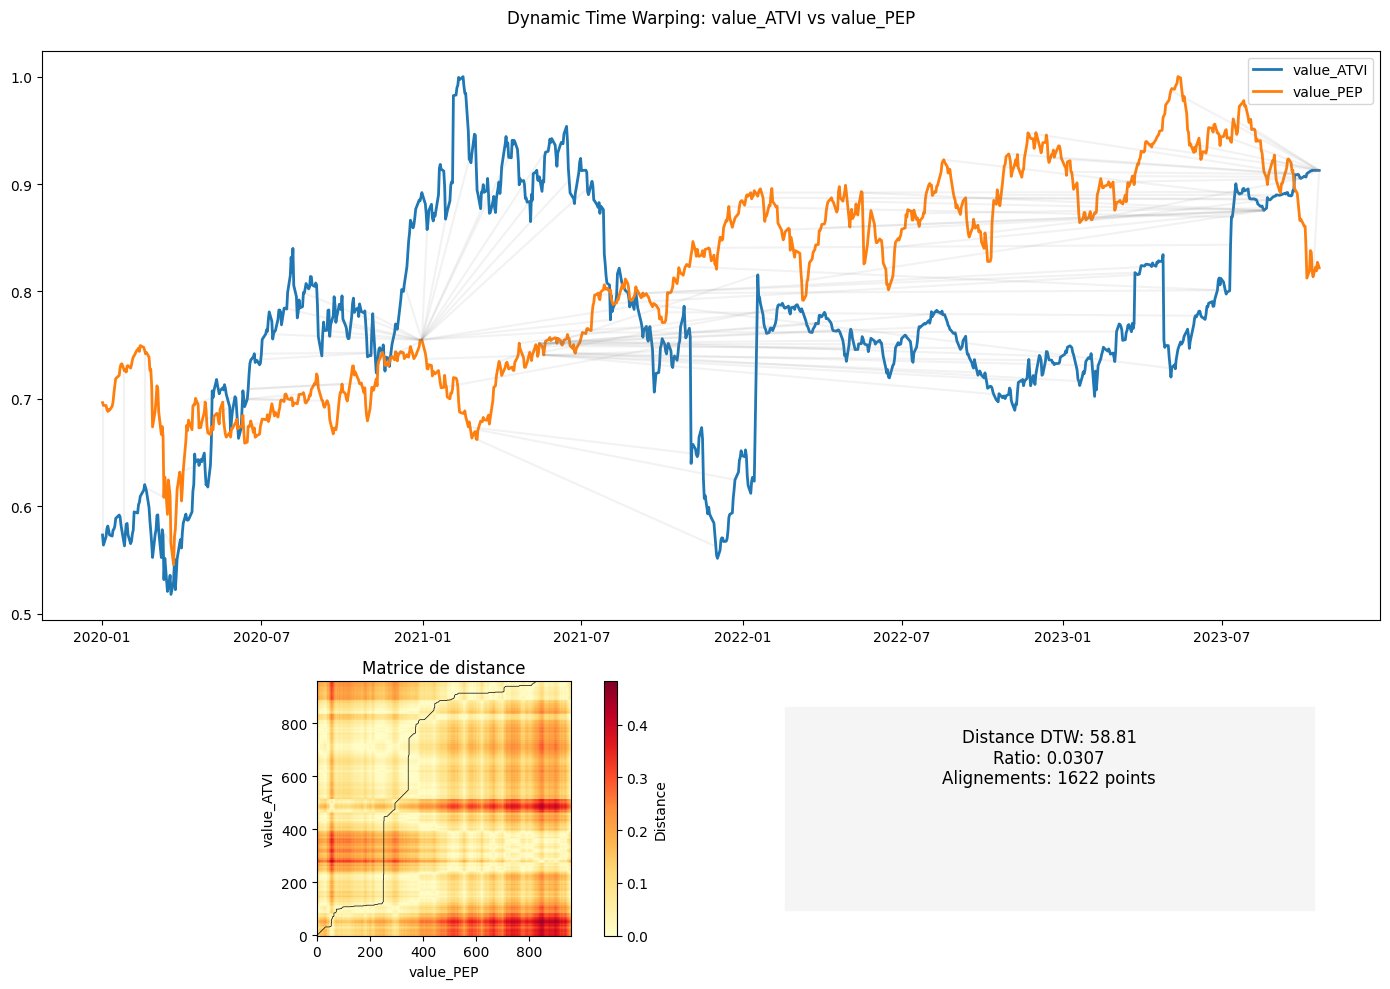 Dynamic Time Warping: value_ATVI vs value_PEP
value_ATVI
value_PEP
1.0
0.9
0.8
0.7
0.6
0.5
2020-01 2020-07 2021-01 2021-07 2022-01 2022-07 2023-01 2023-07
Matrice de distance
value_ATVI
800
600
400
200
0
0 200 400 600 800
value_PEP
0.4
0.3
0.2
0.1
0.0
Distance
Distance DTW: 58.81
Ratio: 0.0307
Alignements: 1622 points